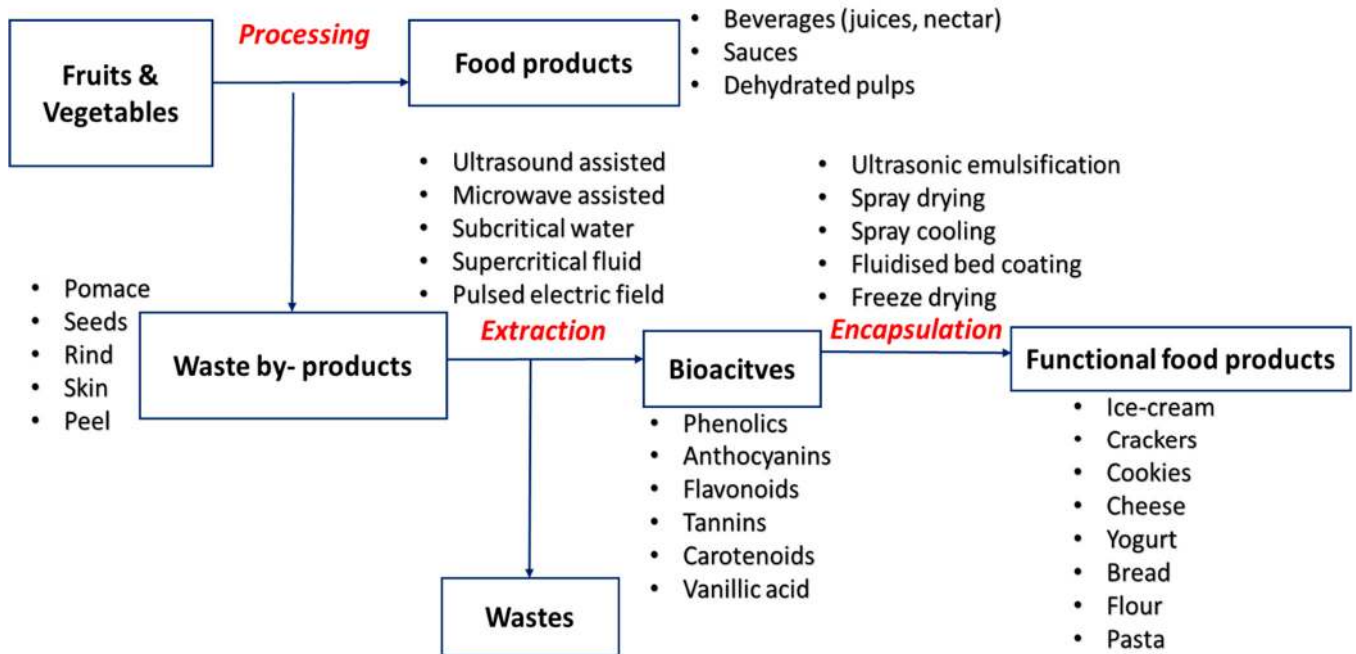 Processing
Fruits &
Vegetables
Food products
• Beverages (juices, nectar)
• Sauces
• Dehydrated pulps
• Ultrasound assisted
• Microwave assisted
• Subcritical water
• Supercritical fluid
• Pulsed electric field
• Ultrasonic emulsification
• Spray drying
• Spray cooling
• Fluidised bed coating
• Freeze drying
• Pomace
• Seeds
• Rind
• Skin
• Peel
Waste by- products
Extraction
Bioacitves
Encapsulation
Functional food products
• Phenolics
• Anthocyanins
• Flavonoids
• Tannins
• Carotenoids
• Vanillic acid
• Ice-cream
• Crackers
• Cookies
• Cheese
• Yogurt
• Bread
• Flour
• Pasta
Wastes